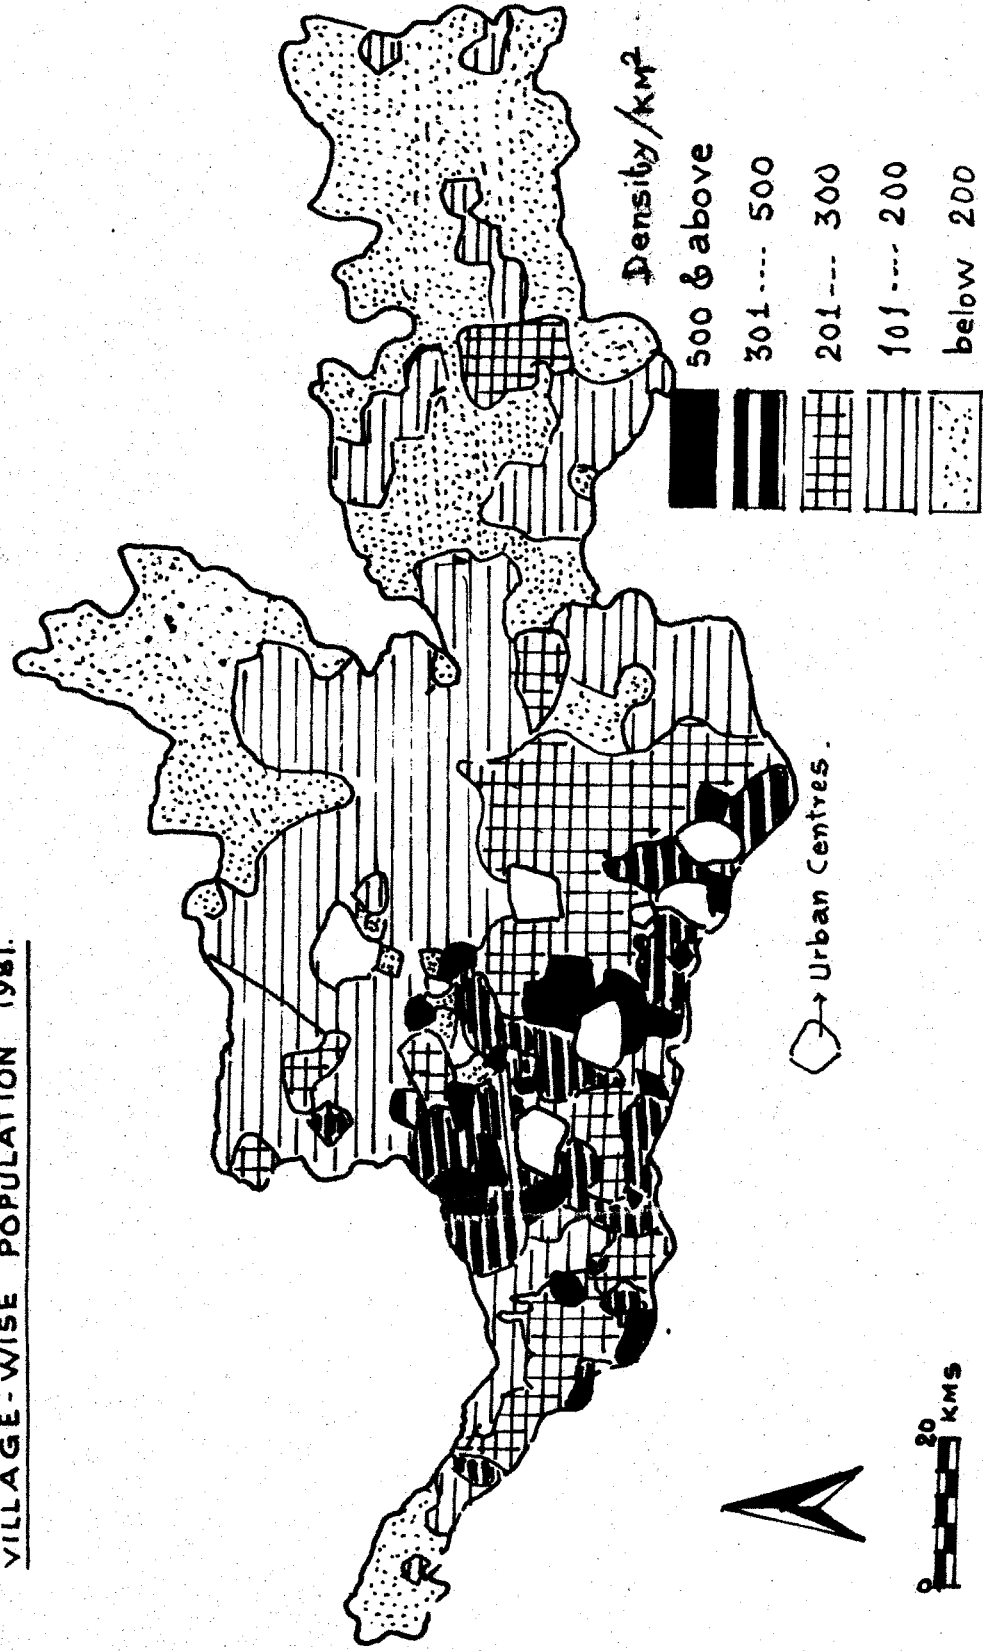 VILLAGE-WISE POPULATION 1981.
Density/KM²
500 & above
301 ---- 500
201 --- 300
101 ---- 200
below 200
→ Urban Centres.
0 20
KMS